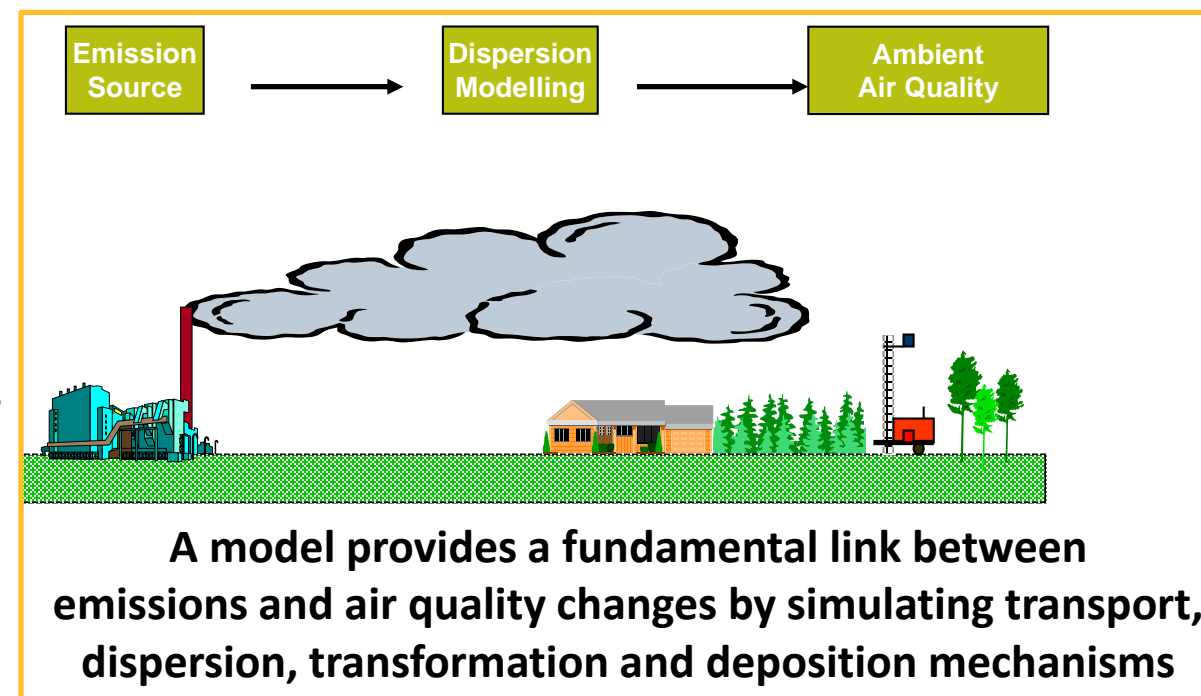 Emission
Source
Dispersion
Modelling
Ambient
Air Quality
A model provides a fundamental link between
emissions and air quality changes by simulating transport,
dispersion, transformation and deposition mechanisms